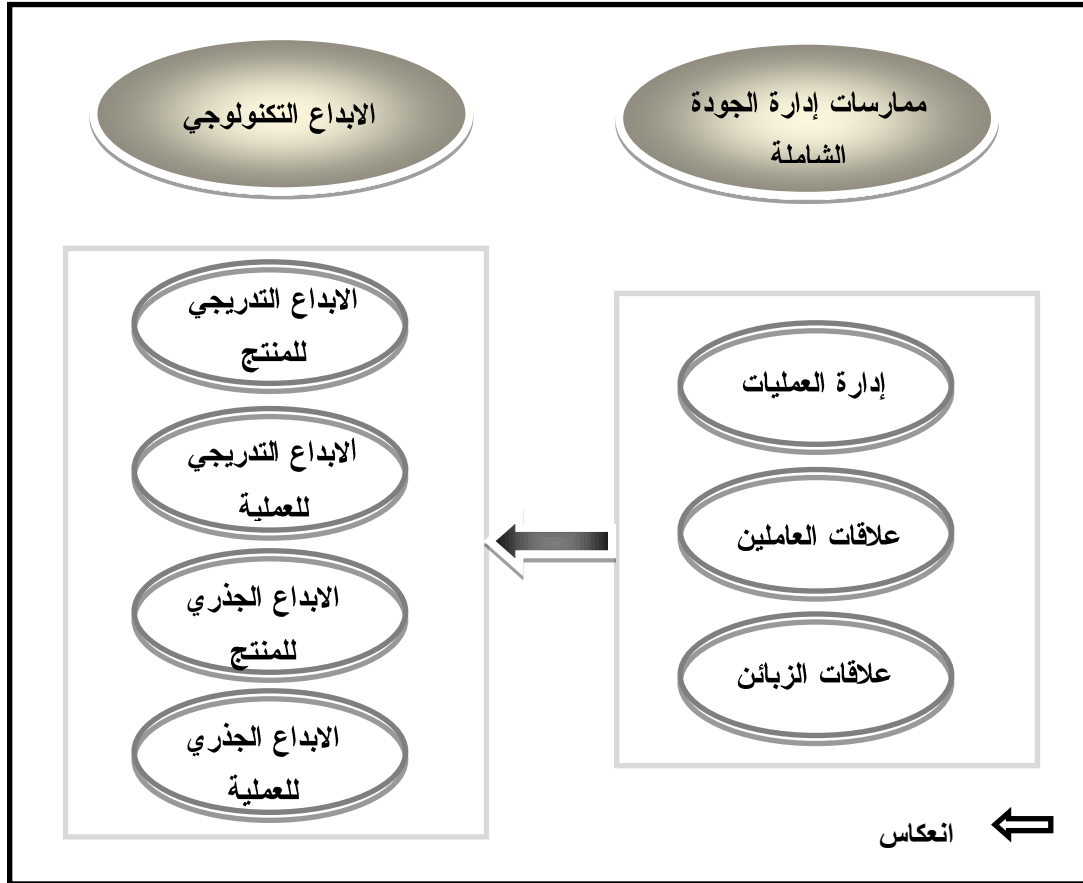 ممارسات إدارة الجودة
الشاملة
الابداع التكنولوجي
إدارة العمليات
علاقات العاملين
علاقات الزبائن
الابداع التدريجي
للمنتج
الابداع التدريجي
للعملية
الابداع الجذري
للمنتج
الابداع الجذري
للعملية
انعكاس